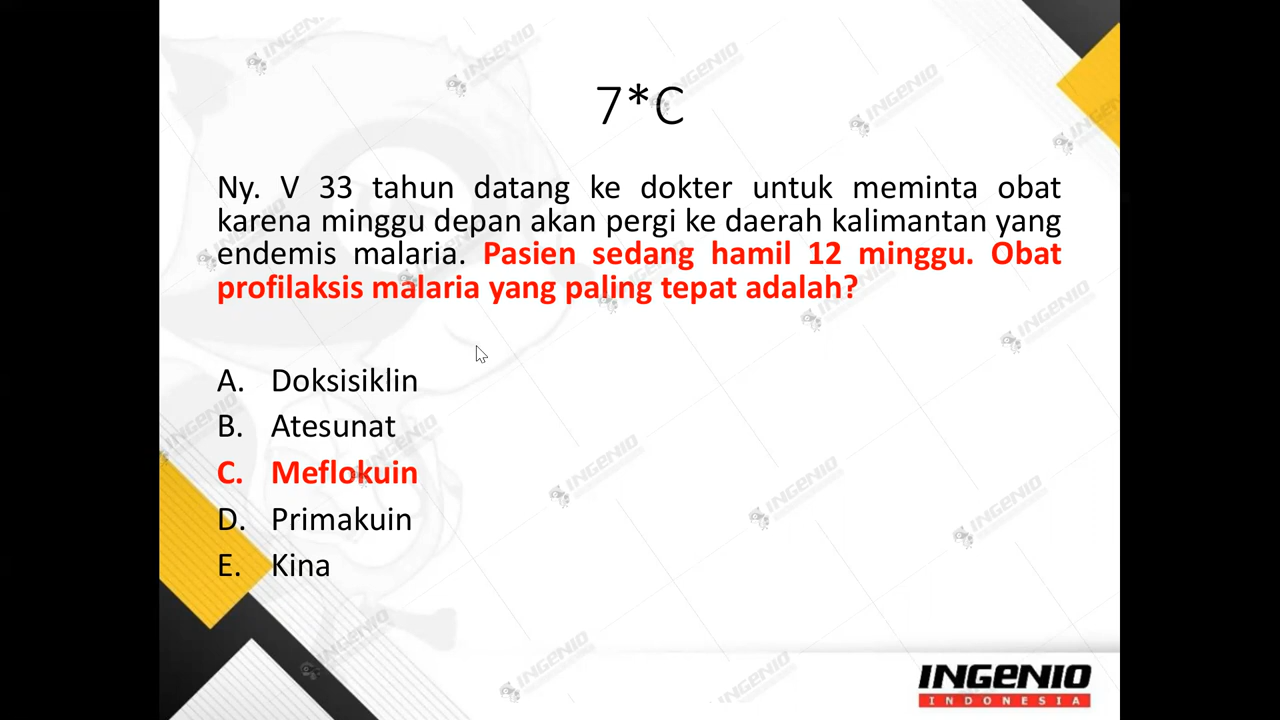 7*C
Ny. V 33 tahun datang ke dokter untuk meminta obat
karena minggu depan akan pergi ke daerah kalimantan yang
endemis malaria. Pasien sedang hamil 12 minggu. Obat
profilaksis malaria yang paling tepat adalah?
A. Doksisiklin
B. Atesunat
C. Meflokuin
D. Primakuin
E. Kina
INGENIO
INDONESIA